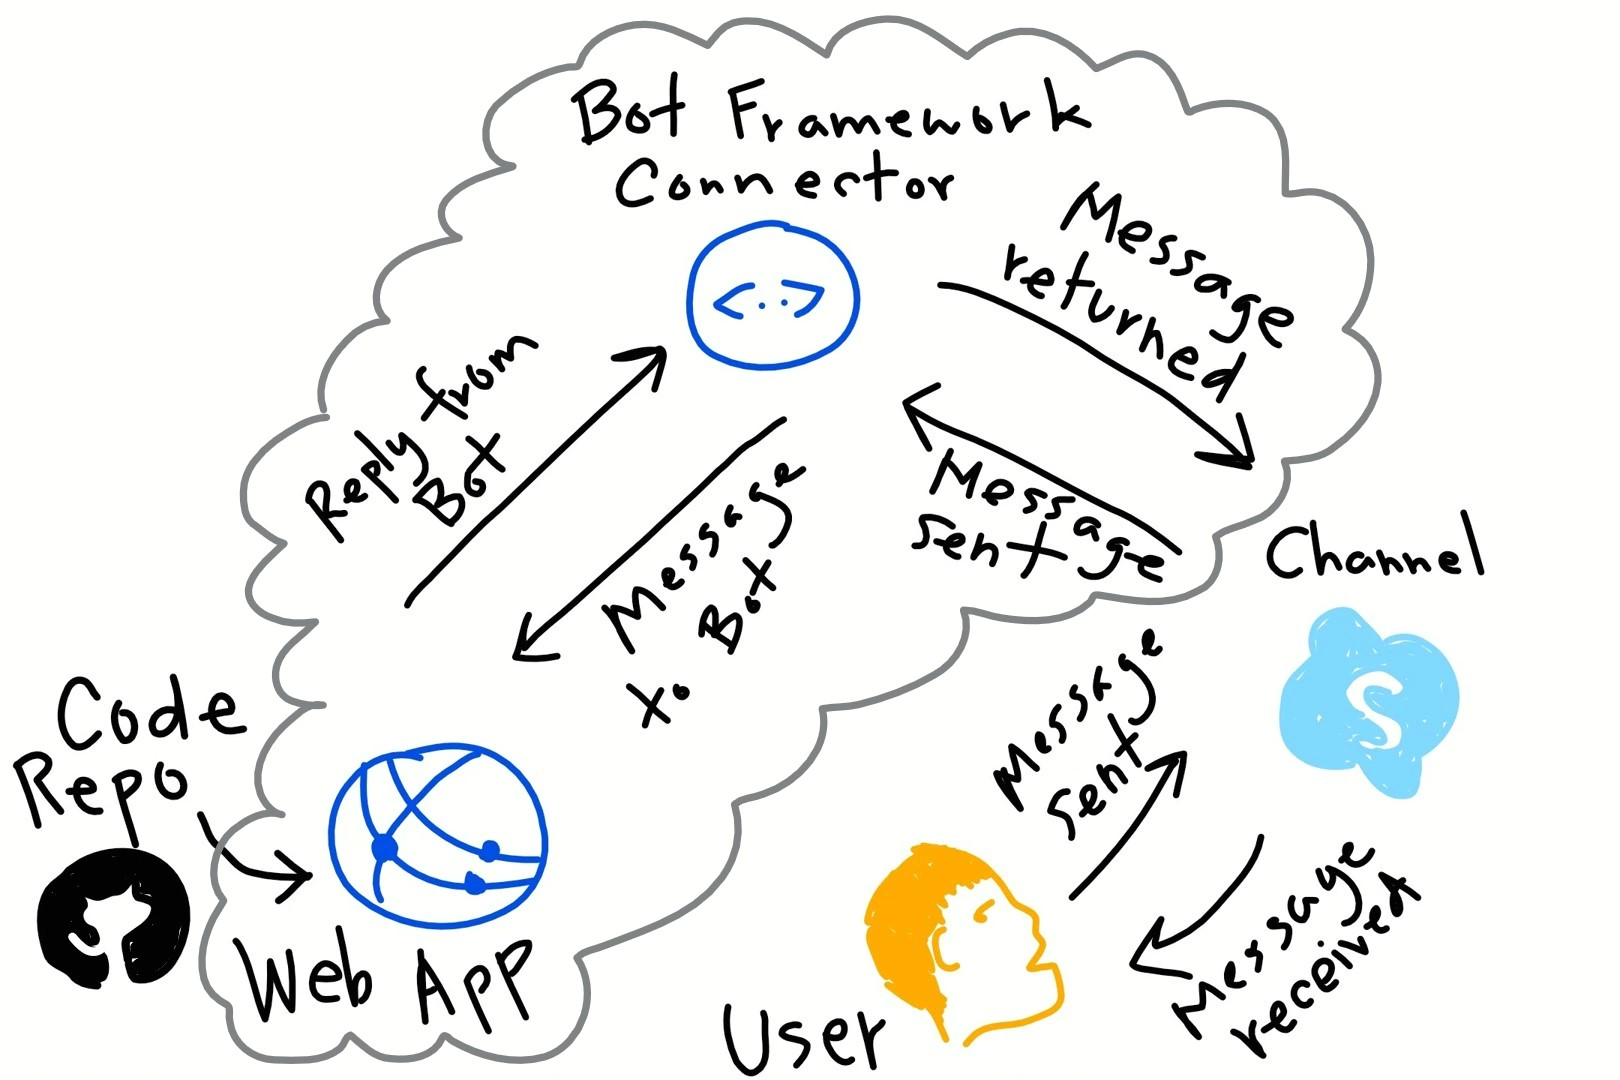 Bot Framework
Connector
Message
returned
Reply from
Bot
Message
to Bot
Message
sent
Channel
S
Message
sent
Code
Repo
Message
received
Web App
User